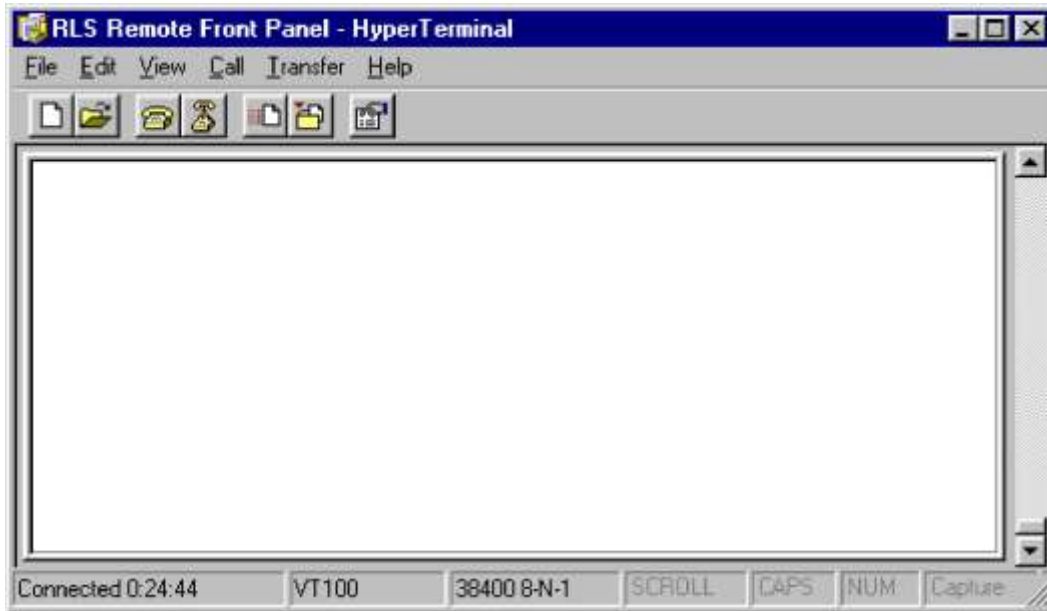 RLS Remote Front Panel - HyperTerminal
File Edit View Call Transfer Help
Connected 0:24:44 VT100 38400 8-N-1 SCROLL CAPS NUM Capture